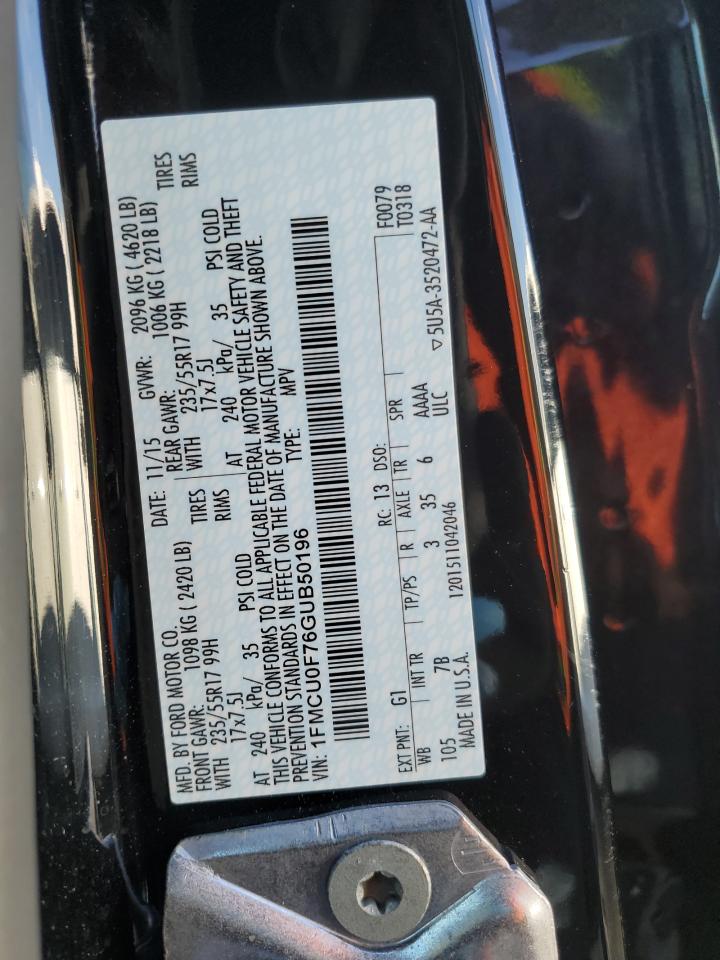 MFD. BY FORD MOTOR CO. DATE: 11/15 GVWR: 2096 KG ( 4620 LB)
FRONT GAWR: 1098 KG ( 2420 LB) REAR GAWR: 1006 KG ( 2218 LB)
WITH 235/55R17 99H TIRES WITH 235/55R17 99H TIRES
17x7.5J RIMS 17x7.5J RIMS
AT 240 kPa/ 35 PSI COLD AT 240 kPa/ 35 PSI COLD
THIS VEHICLE CONFORMS TO ALL APPLICABLE FEDERAL MOTOR VEHICLE SAFETY AND THEFT
PREVENTION STANDARDS IN EFFECT ON THE DATE OF MANUFACTURE SHOWN ABOVE.
VIN: 1FMCU0F76GUB50196 TYPE: MPV
EXT PNT: G1 RC: 13 DSO: F0079
WB INT TR TP/PS R AXLE TR SPR T0318
105 7B 3 35 6 AAAA ▽5U5A-3520472-AA
MADE IN U.S.A. 1201511042046 ULC